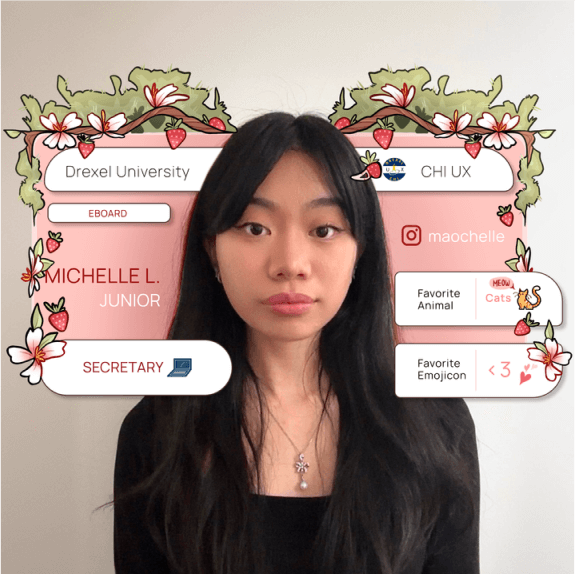 Drexel University
CHI UX
EBOARD
MICHELLE L.
JUNIOR
SECRETARY
maochelle
Favorite
Animal
MEOW
Cats
Favorite
Emojicon
< 3